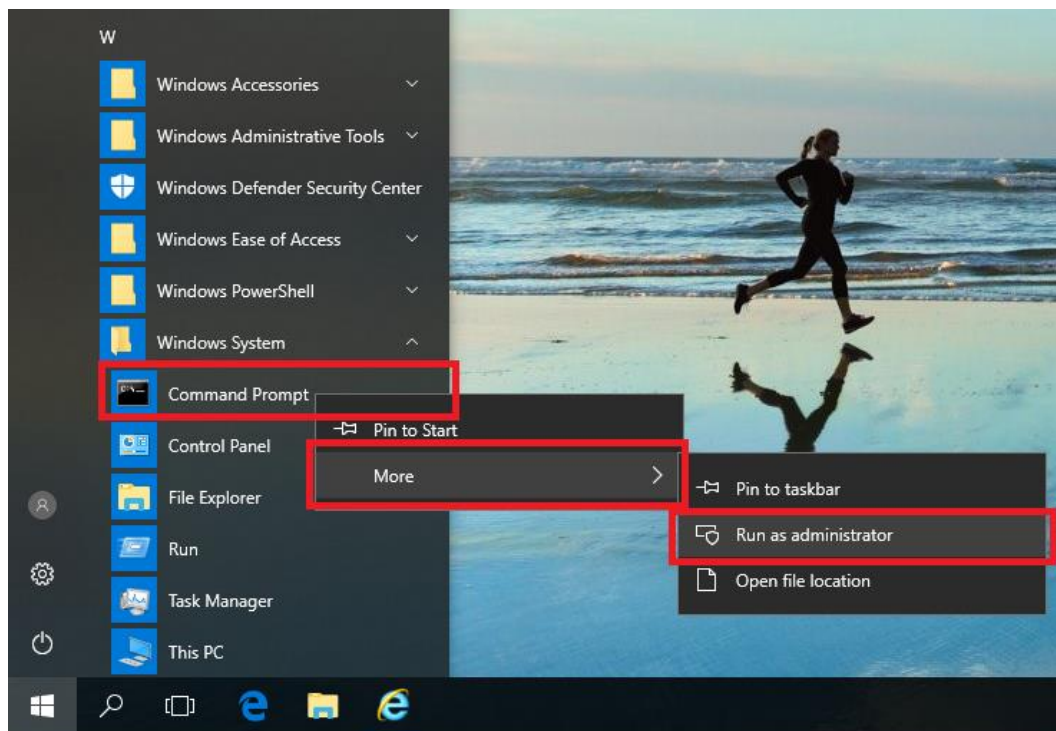 W
Windows Accessories
Windows Administrative Tools
Windows Defender Security Center
Windows Ease of Access
Windows PowerShell
Windows System
Command Prompt
Pin to Start
Control Panel
More
Pin to taskbar
File Explorer
Run as administrator
Run
Open file location
Task Manager
This PC